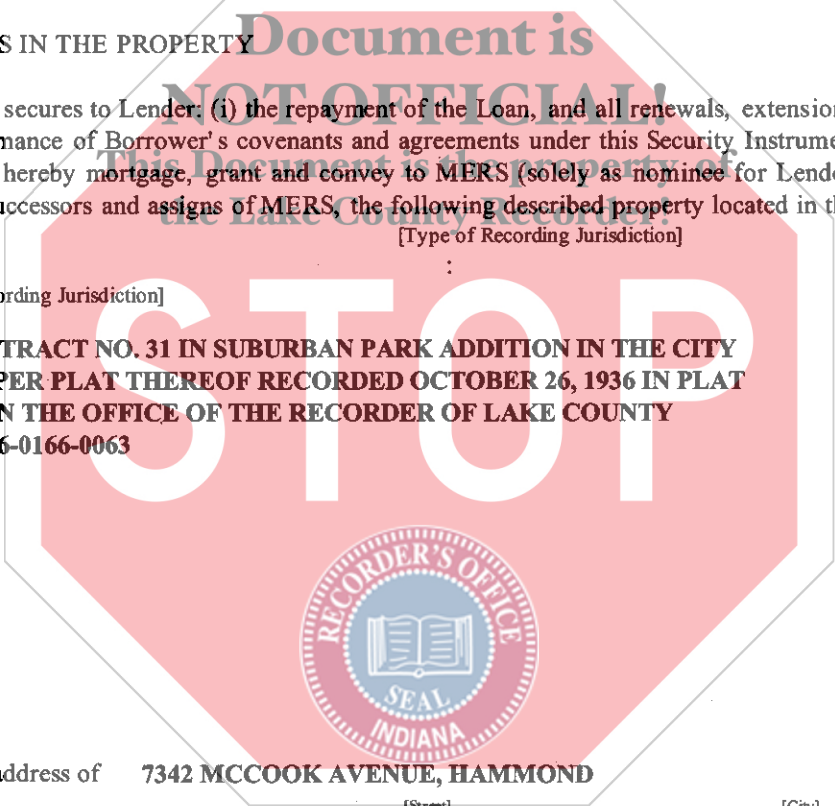 S IN THE PROPERTY
Document is
NOT OFFICIAL!
secures to Lender: (i) the repayment of the Loan, and all renewals, extension
mance of Borrower's covenants and agreements under this Security Instrume
This Document is the property of
hereby mortgage, grant and convey to MERS (solely as nominee for Lende
the Lake County Recorder!
uccessors and assigns of MERS, the following described property located in th
[Type of Recording Jurisdiction]
:
ording Jurisdiction]
STOP
TRACT NO. 31 IN SUBURBAN PARK ADDITION IN THE CITY
PER PLAT THEREOF RECORDED OCTOBER 26, 1936 IN PLAT
N THE OFFICE OF THE RECORDER OF LAKE COUNTY
6-0166-0063
RECORDER'S OFFICE
SEAL
INDIANA
address of 7342 MCCOOK AVENUE, HAMMOND
[Street] [City]